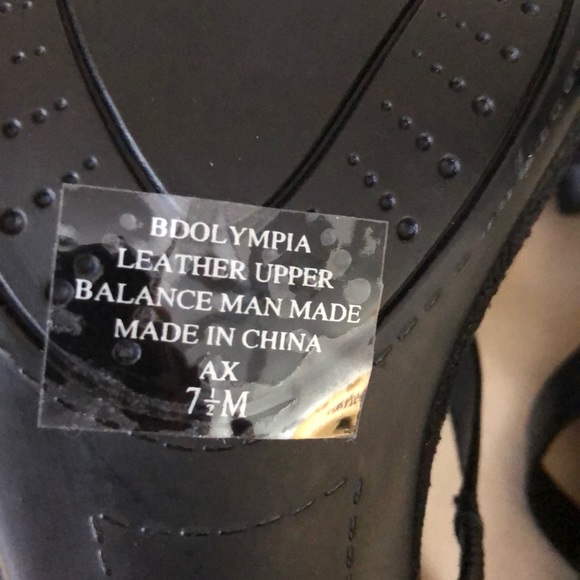 BDOLYMPIA
LEATHER UPPER
BALANCE MAN MADE
MADE IN CHINA
AX
7½M